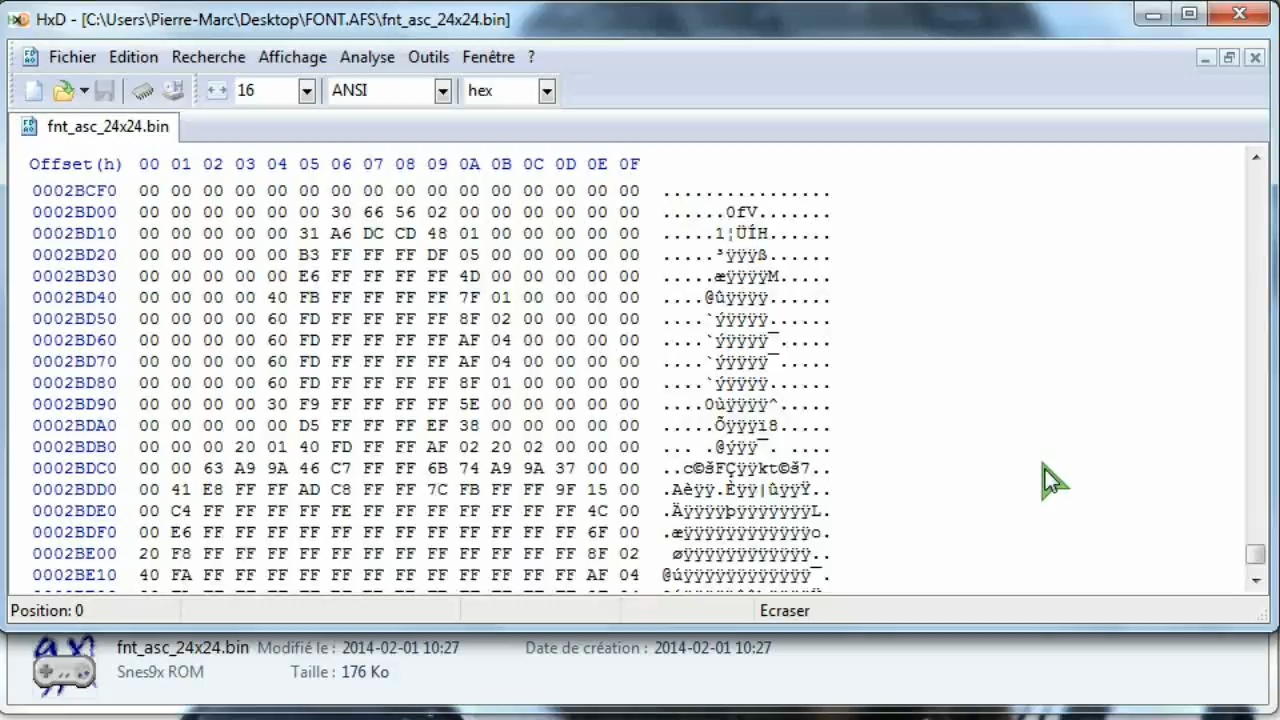 HxD - [C:\Users\Pierre-Marc\Desktop\FONT.AFS\fnt_asc_24x24.bin]
Fichier Edition Recherche Affichage Analyse Outils Fenêtre ?
16 ANSI hex
fnt_asc_24x24.bin
Offset(h) 00 01 02 03 04 05 06 07 08 09 0A 0B 0C 0D 0E 0F
0002BCF0 00 00 00 00 00 00 00 00 00 00 00 00 00 00 00 00 ................
0002BD00 00 00 00 00 00 00 30 66 56 02 00 00 00 00 00 00 ......0fV.......
0002BD10 00 00 00 00 00 31 A6 DC CD 48 01 00 00 00 00 00 .....1¦ÜÍH......
0002BD20 00 00 00 00 00 B3 FF FF FF DF 05 00 00 00 00 00 .....³ÿÿÿß......
0002BD30 00 00 00 00 00 E6 FF FF FF FF 4D 00 00 00 00 00 .....æÿÿÿÿM.....
0002BD40 00 00 00 00 40 FB FF FF FF FF 7F 01 00 00 00 00 ....@ûÿÿÿÿ......
0002BD50 00 00 00 00 60 FD FF FF FF FF 8F 02 00 00 00 00 ....`ýÿÿÿÿ......
0002BD60 00 00 00 00 60 FD FF FF FF FF AF 04 00 00 00 00 ....`ýÿÿÿÿ¯.....
0002BD70 00 00 00 00 60 FD FF FF FF FF AF 04 00 00 00 00 ....`ýÿÿÿÿ¯.....
0002BD80 00 00 00 00 60 FD FF FF FF FF 8F 01 00 00 00 00 ....`ýÿÿÿÿ......
0002BD90 00 00 00 00 30 F9 FF FF FF FF 5E 00 00 00 00 00 ....0ùÿÿÿÿ^.....
0002BDA0 00 00 00 00 00 D5 FF FF FF EF 38 00 00 00 00 00 .....Õÿÿÿï8.....
0002BDB0 00 00 00 20 01 40 FD FF FF AF 02 20 02 00 00 00 ... .@ýÿÿ¯. ....
0002BDC0 00 00 63 A9 9A 46 C7 FF FF 6B 74 A9 9A 37 00 00 ..c©šFÇÿÿkt©š7..
0002BDD0 00 41 E8 FF FF AD C8 FF FF 7C FB FF FF 9F 15 00 .Aèÿÿ.Èÿÿ|ûÿÿŸ..
0002BDE0 00 C4 FF FF FF FF FE FF FF FF FF FF FF FF 4C 00 .ÄÿÿÿÿþÿÿÿÿÿÿÿL.
0002BDF0 00 E6 FF FF FF FF FF FF FF FF FF FF FF FF 6F 00 .æÿÿÿÿÿÿÿÿÿÿÿÿo.
0002BE00 20 F8 FF FF FF FF FF FF FF FF FF FF FF FF 8F 02 øÿÿÿÿÿÿÿÿÿÿÿÿ..
0002BE10 40 FA FF FF FF FF FF FF FF FF FF FF FF FF AF 04 @úÿÿÿÿÿÿÿÿÿÿÿÿ¯.
Position: 0 Ecraser
fnt_asc_24x24.bin Modifié le : 2014-02-01 10:27 Date de création : 2014-02-01 10:27
Snes9x ROM Taille : 176 Ko